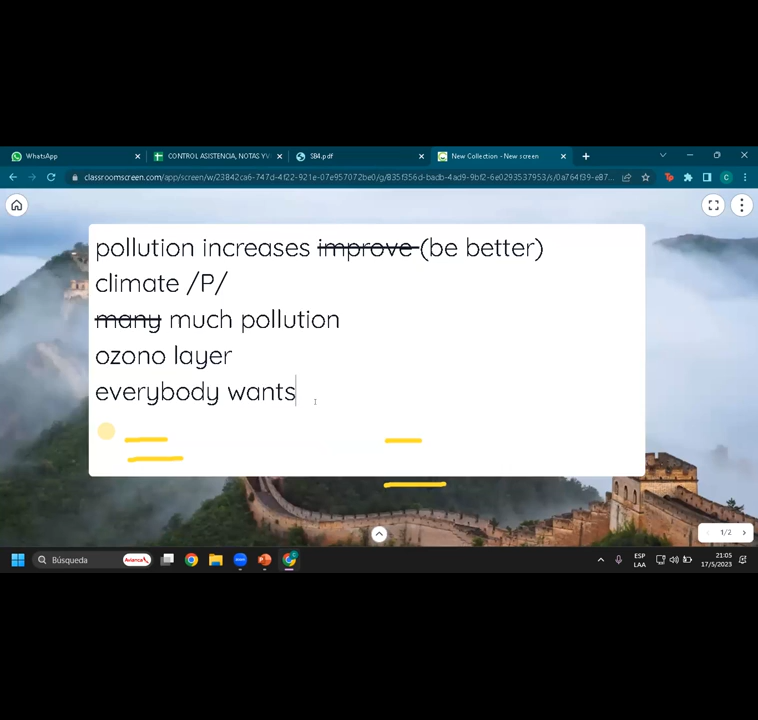 WhatsApp
CONTROL ASISTENCIA, NOTAS Y V
SB4.pdf
New Collection - New screen
pollution increases improve (be better)
climate /P/
many much pollution
ozono layer
everybody wants
1/2
Búsqueda
Avianca
ESP
LAA
21:05
17/5/2023